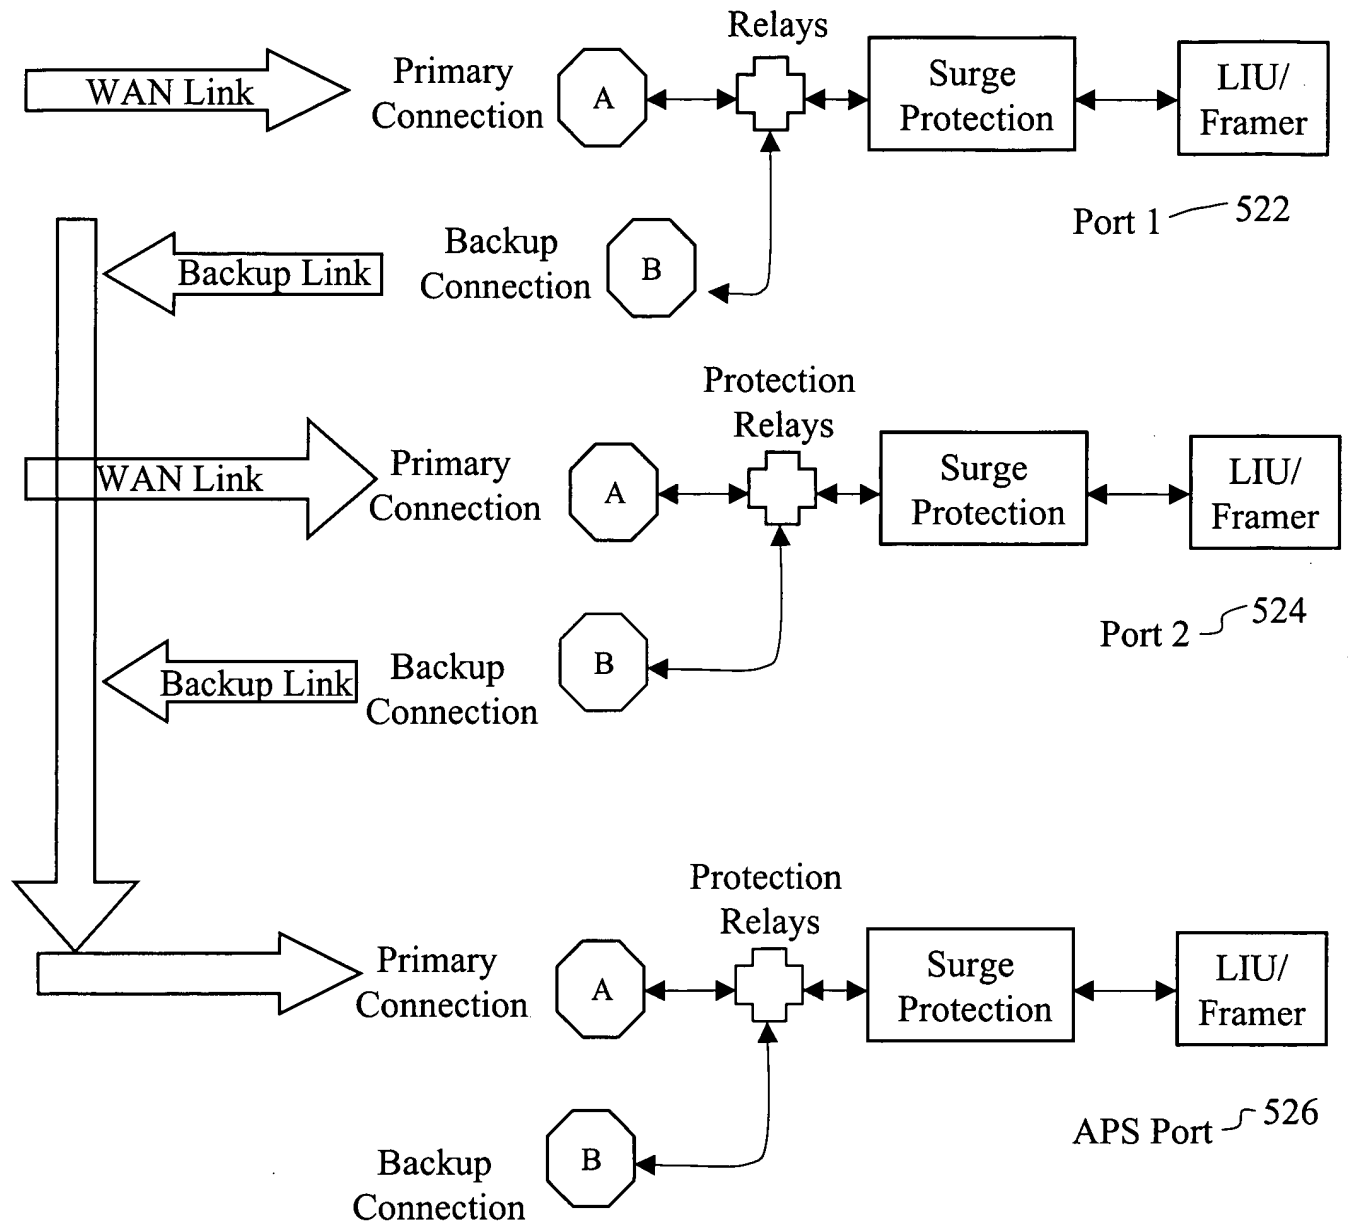 Relays
WAN Link
Primary
Connection
A
Surge
Protection
LIU/
Framer
Port 1
522
Backup Link
Backup
Connection
B
Protection
Relays
WAN Link
Primary
Connection
A
Surge
Protection
LIU/
Framer
Port 2
524
Backup Link
Backup
Connection
B
Protection
Relays
Primary
Connection
A
Surge
Protection
LIU/
Framer
APS Port
526
Backup
Connection
B